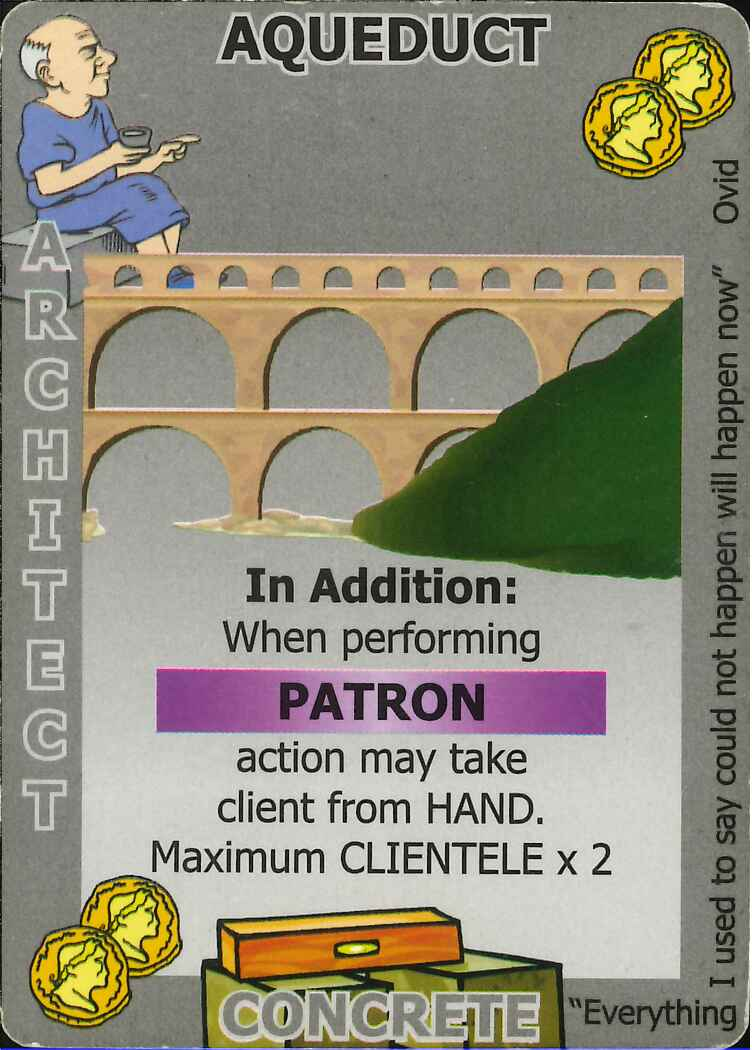 AQUEDUCT
ARCHITECT
In Addition:
When performing
PATRON
action may take
client from HAND.
Maximum CLIENTELE x 2
CONCRETE
“Everything
I used to say could not happen will happen now” Ovid